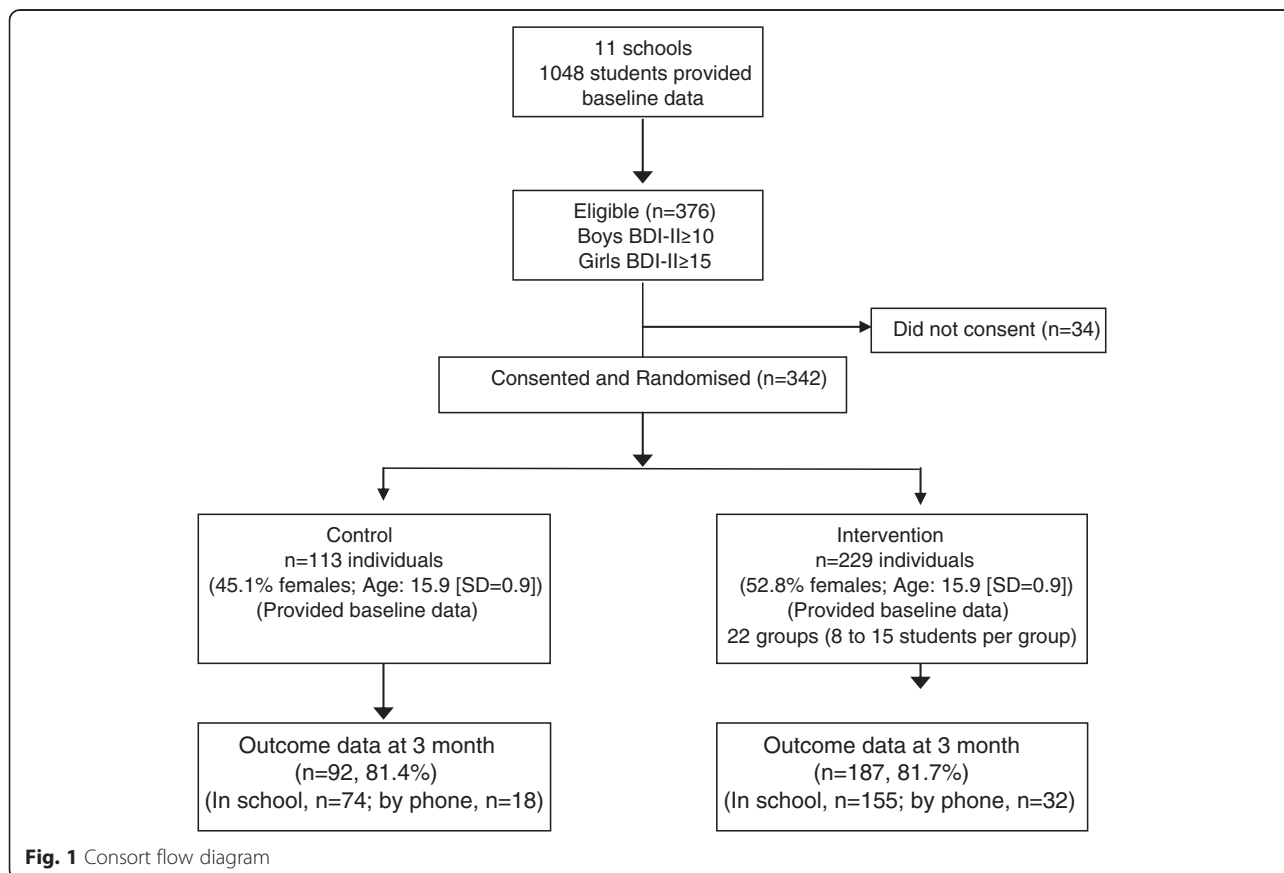 11 schools
1048 students provided
baseline data
Eligible (n=376)
Boys BDI-II≥10
Girls BDI-II≥15
Did not consent (n=34)
Consented and Randomised (n=342)
Control
n=113 individuals
(45.1% females; Age: 15.9 [SD=0.9])
(Provided baseline data)
Intervention
n=229 individuals
(52.8% females; Age: 15.9 [SD=0.9])
(Provided baseline data)
22 groups (8 to 15 students per group)
Outcome data at 3 month
(n=92, 81.4%)
(In school, n=74; by phone, n=18)
Outcome data at 3 month
(n=187, 81.7%)
(In school, n=155; by phone, n=32)
Fig. 1 Consort flow diagram